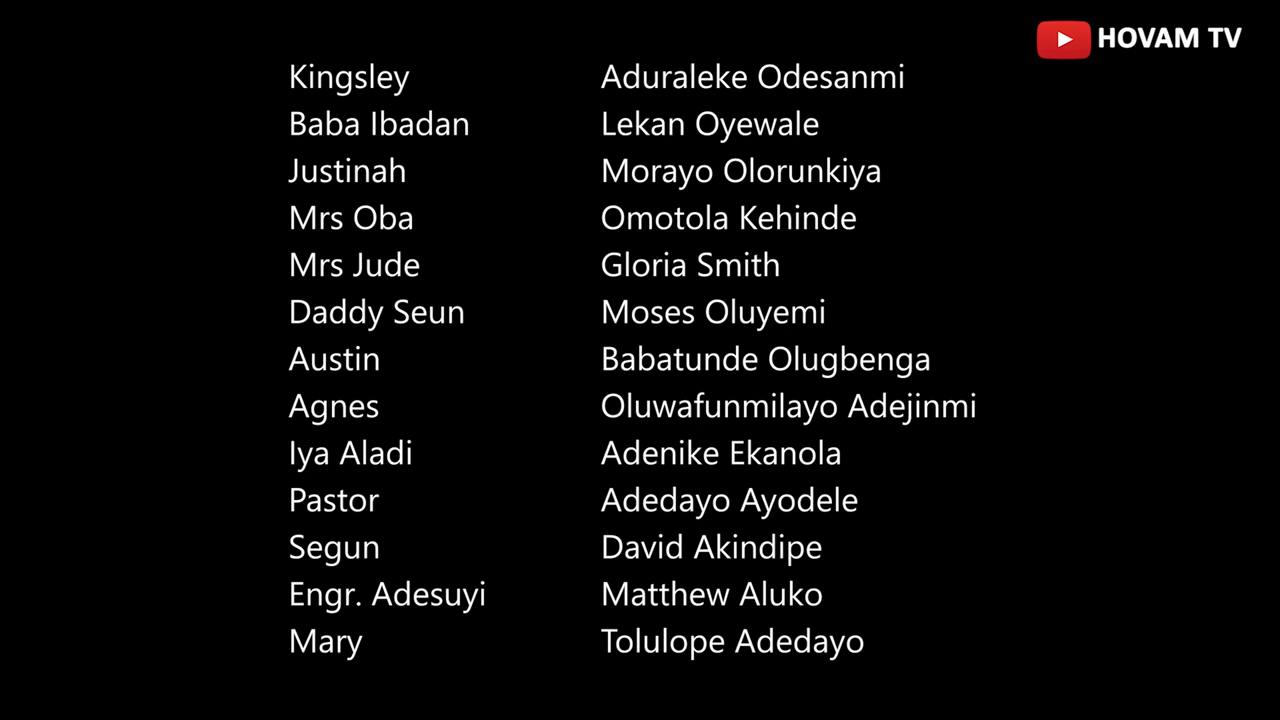 HOVAM TV
Kingsley Aduraleke Odesanmi
Baba Ibadan Lekan Oyewale
Justinah Morayo Olorunkiya
Mrs Oba Omotola Kehinde
Mrs Jude Gloria Smith
Daddy Seun Moses Oluyemi
Austin Babatunde Olugbenga
Agnes Oluwafunmilayo Adejinmi
Iya Aladi Adenike Ekanola
Pastor Adedayo Ayodele
Segun David Akindipe
Engr. Adesuyi Matthew Aluko
Mary Tolulope Adedayo